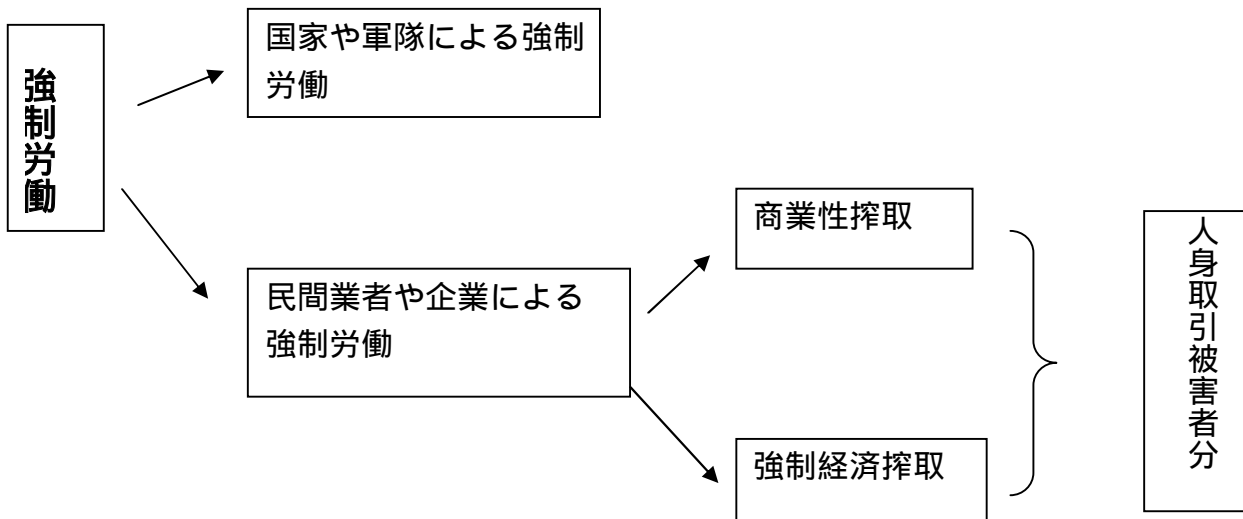 強制労働
国家や軍隊による強制
労働
民間業者や企業による
強制労働
商業性搾取
強制経済搾取
人身取引被害者分